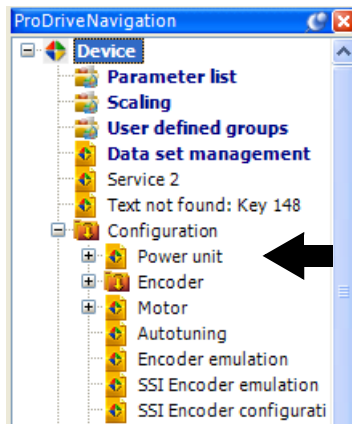 ProDriveNavigation
Device
Parameter list
Scaling
User defined groups
Data set management
Service 2
Text not found: Key 148
Configuration
Power unit
Encoder
Motor
Autotuning
Encoder emulation
SSI Encoder emulation
SSI Encoder configurati